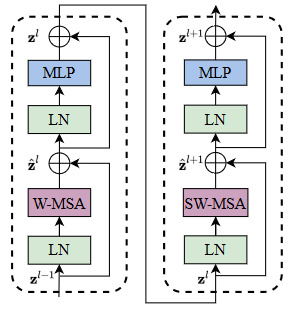 z^l
MLP
LN
ẑ^l
W-MSA
LN
z^{l-1}
z^{l+1}
MLP
LN
ẑ^{l+1}
SW-MSA
LN
z^l